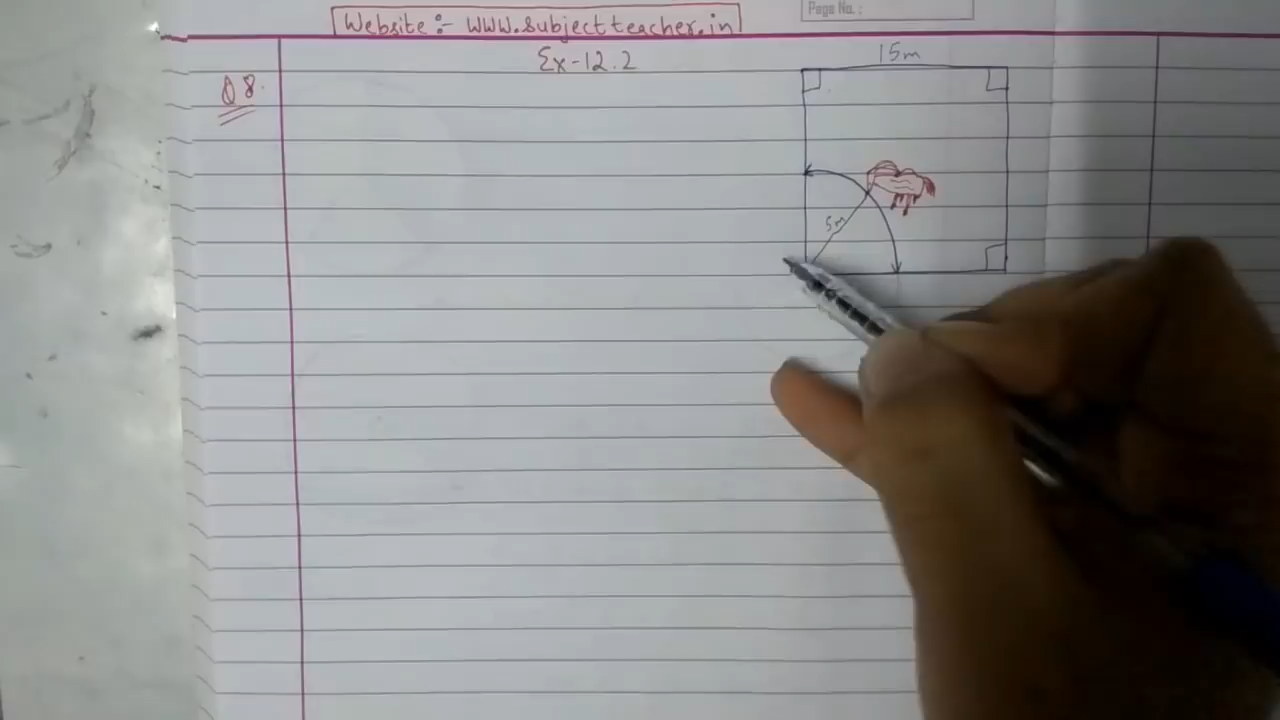 Website :- WWW.subjectteacher.in
Page No. :
Ex-12.2
15m
Q8.
5m